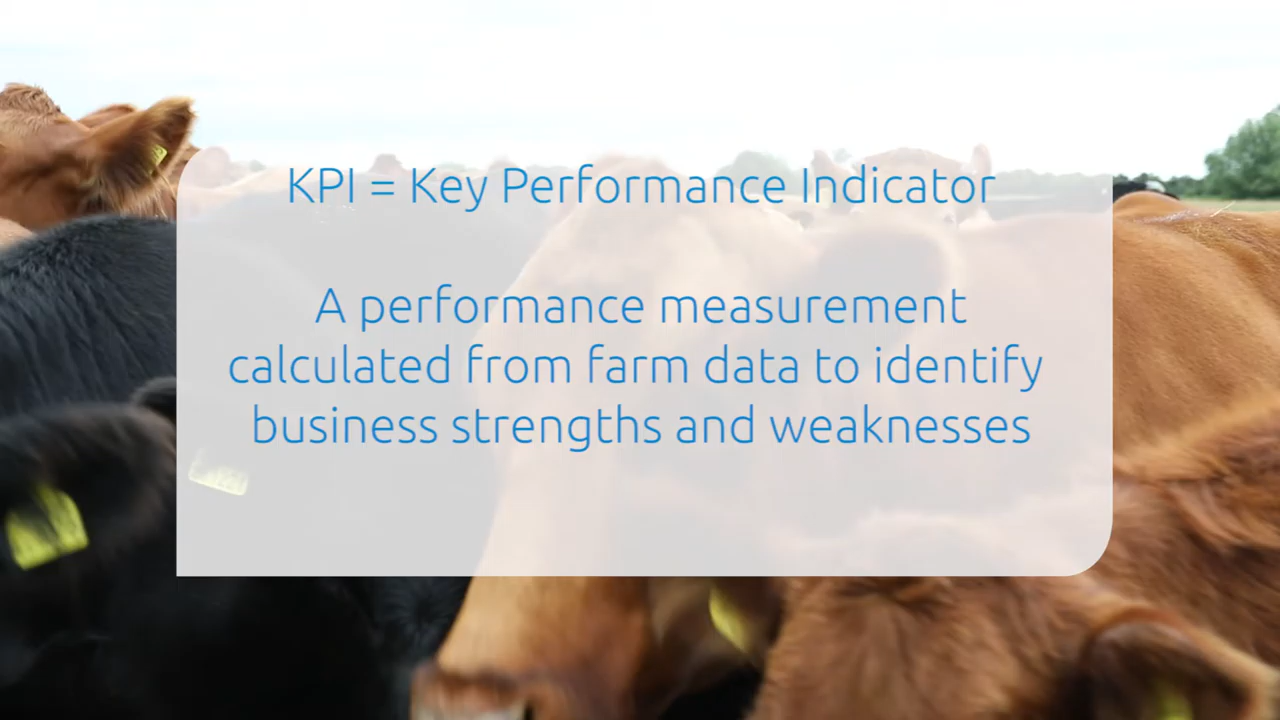 KPI = Key Performance Indicator
A performance measurement
calculated from farm data to identify
business strengths and weaknesses